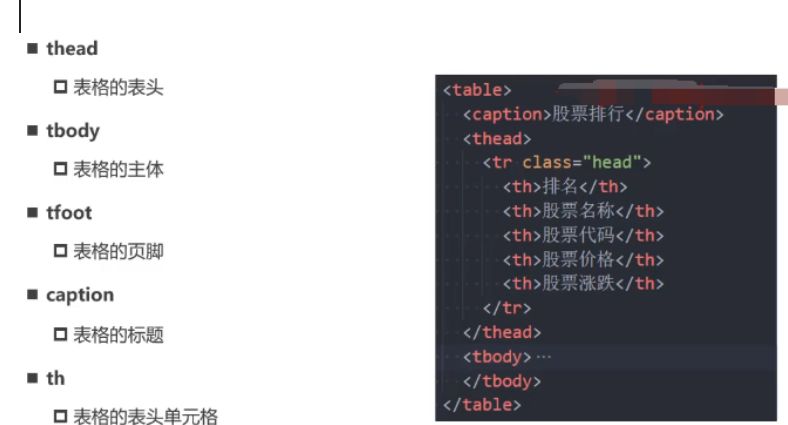 thead
表格的表头
tbody
表格的主体
tfoot
表格的页脚
caption
表格的标题
th
表格的表头单元格
<table>
<caption>股票排行</caption>
<thead>
<tr class="head">
<th>排名</th>
<th>股票名称</th>
<th>股票代码</th>
<th>股票价格</th>
<th>股票涨跌</th>
</tr>
</thead>
<tbody>…
</tbody>
</table>